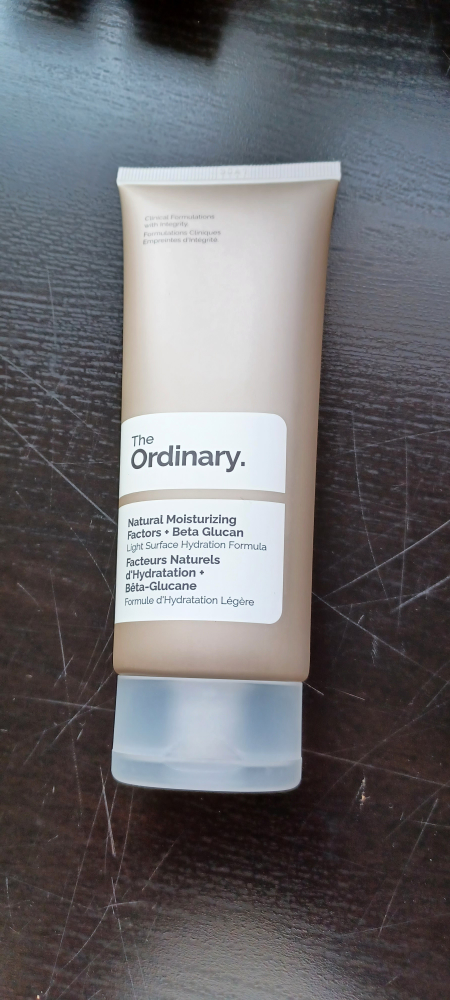 Clinical Formulations
with Integrity.
Formulations Cliniques
Empreintes d'Intégrité.
The
Ordinary.
Natural Moisturizing
Factors + Beta Glucan
Light Surface Hydration Formula
Facteurs Naturels
d'Hydratation +
Bêta-Glucane
Formule d'Hydratation Légère